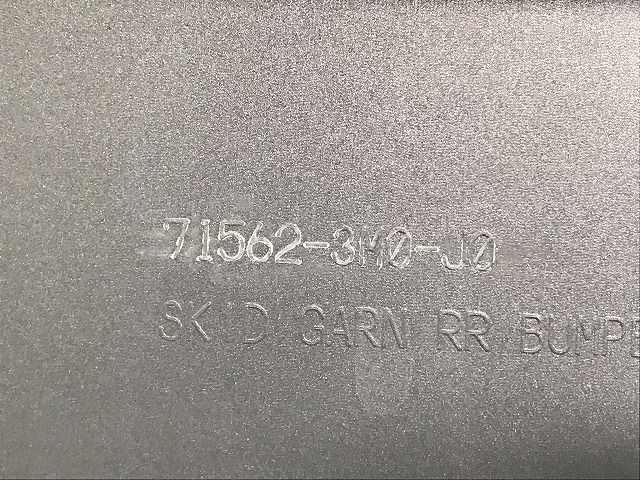 71562-3M0-J0
SKID GARN RR BUMPE